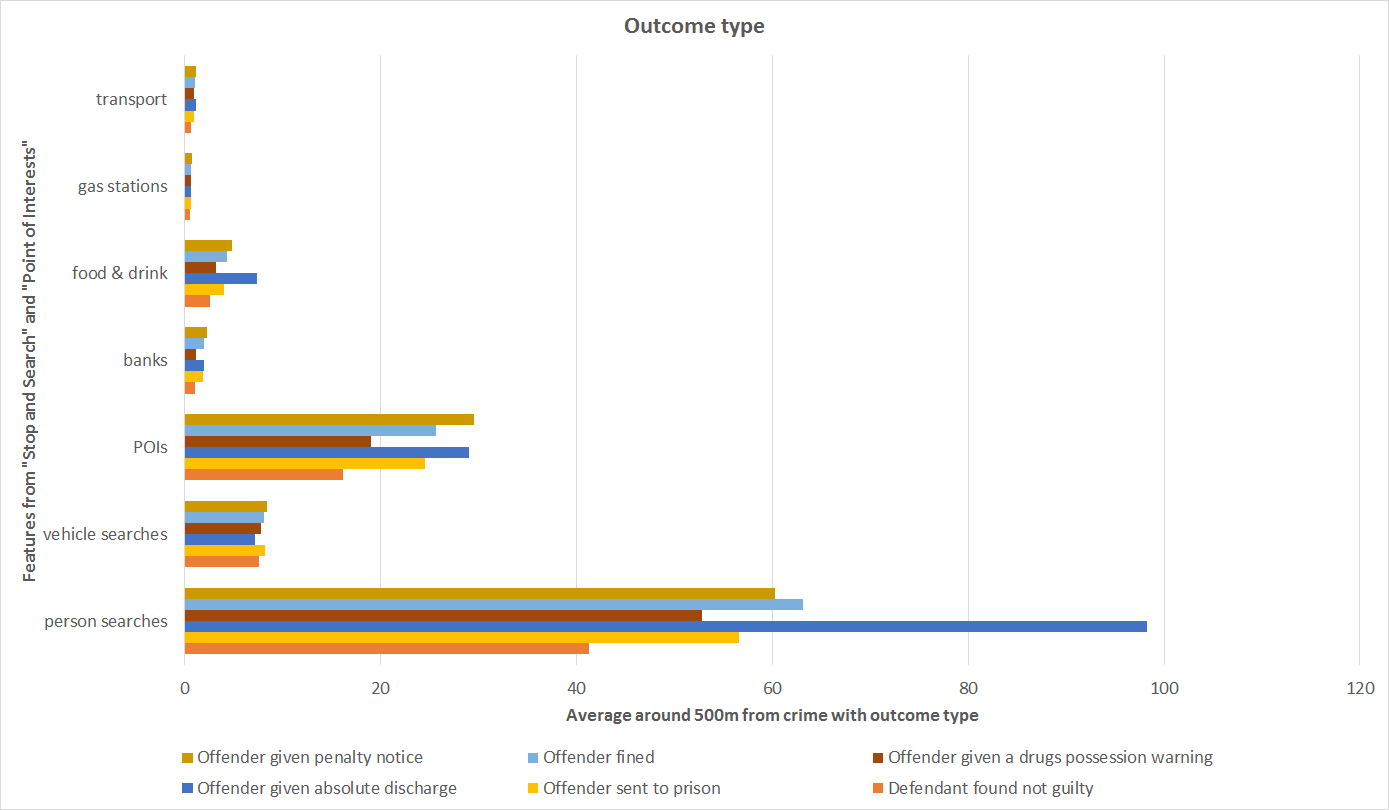 Outcome type
Features from "Stop and Search" and "Point of Interests"
transport
gas stations
food & drink
banks
POIs
vehicle searches
person searches
0 20 40 60 80 100 120
Average around 500m from crime with outcome type
Offender given penalty notice Offender fined Offender given a drugs possession warning
Offender given absolute discharge Offender sent to prison Defendant found not guilty